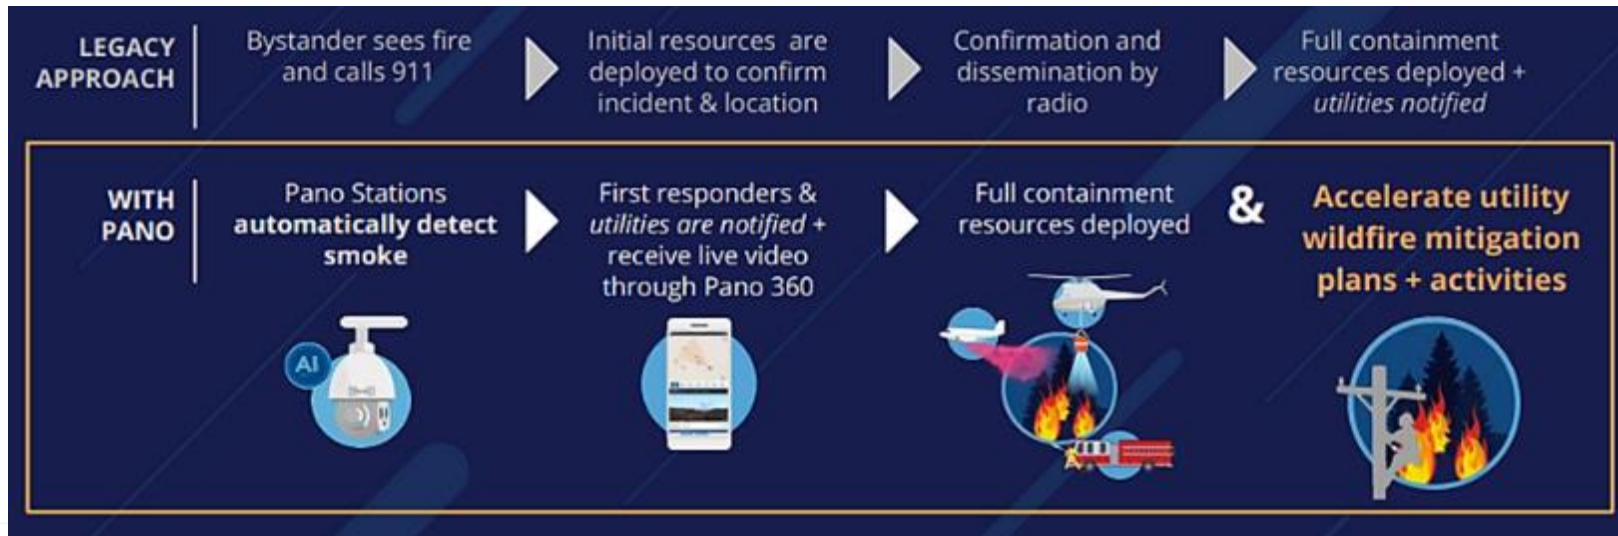 LEGACY
APPROACH
Bystander sees fire
and calls 911
Initial resources are
deployed to confirm
incident & location
Confirmation and
dissemination by
radio
Full containment
resources deployed +
utilities notified
WITH
PANO
Pano Stations
automatically detect
smoke
First responders &
utilities are notified +
receive live video
through Pano 360
Full containment
resources deployed
&
Accelerate utility
wildfire mitigation
plans + activities
AI